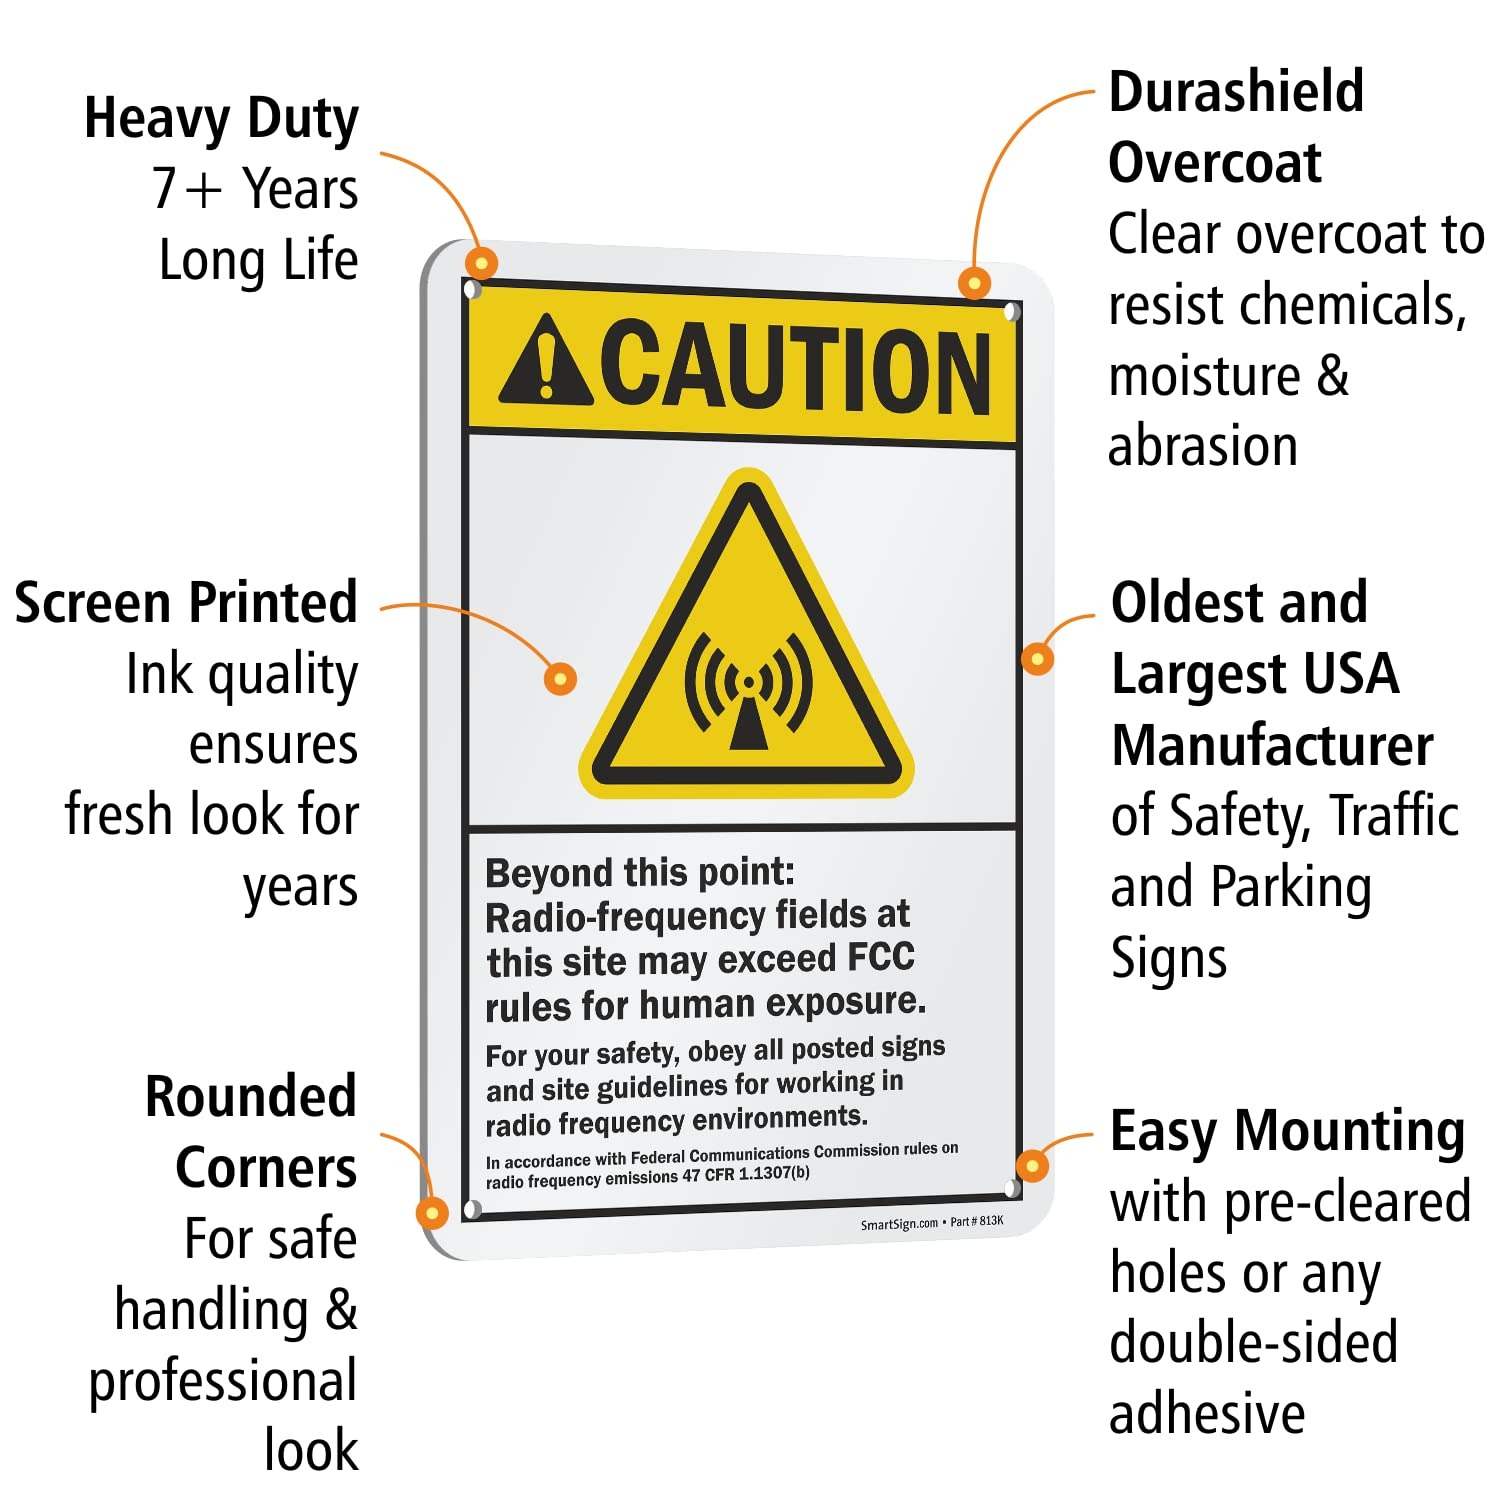 Heavy Duty
7+ Years
Long Life
Screen Printed
Ink quality
ensures
fresh look for
years
Rounded
Corners
For safe
handling &
professional
look
CAUTION
Beyond this point:
Radio-frequency fields at
this site may exceed FCC
rules for human exposure.
For your safety, obey all posted signs
and site guidelines for working in
radio frequency environments.
In accordance with Federal Communications Commission rules on
radio frequency emissions 47 CFR 1.1307(b)
SmartSign.com • Part # 813K
Durashield
Overcoat
Clear overcoat to
resist chemicals,
moisture &
abrasion
Oldest and
Largest USA
Manufacturer
of Safety, Traffic
and Parking
Signs
Easy Mounting
with pre-cleared
holes or any
double-sided
adhesive